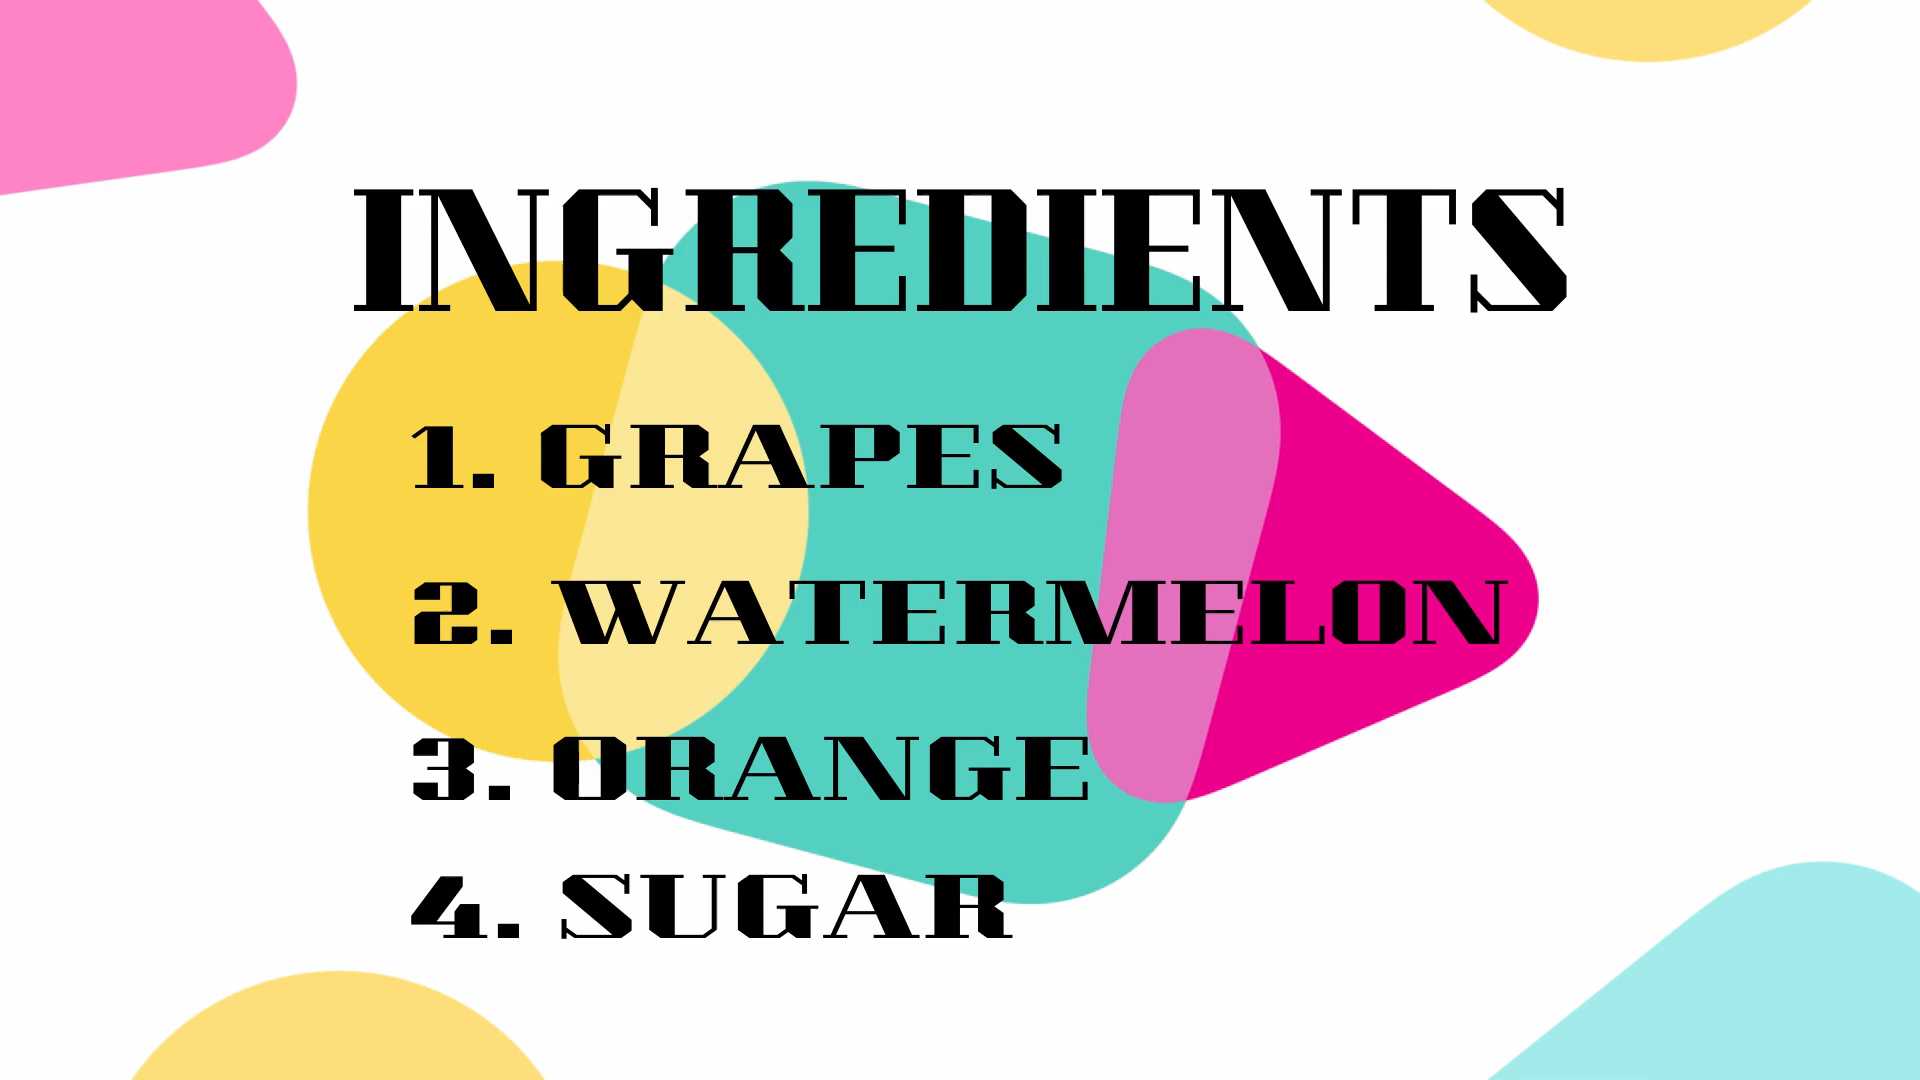 INGREDIENTS
1. GRAPES
2. WATERMELON
3. ORANGE
4. SUGAR